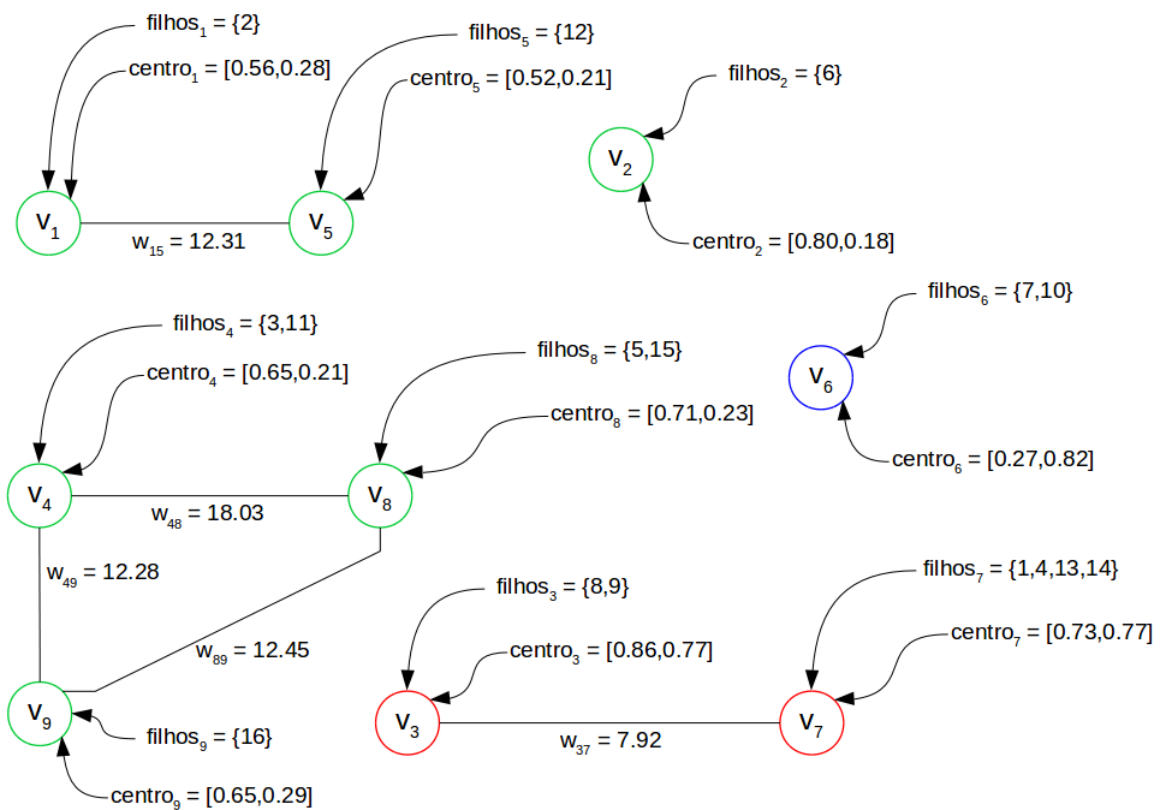 filhos₁ = {2}
centro₁ = [0.56,0.28]
filhos₅ = {12}
centro₅ = [0.52,0.21]
filhos₂ = {6}
v₁
w₁₅ = 12.31
v₅
v₂
centro₂ = [0.80,0.18]
filhos₄ = {3,11}
centro₄ = [0.65,0.21]
filhos₈ = {5,15}
centro₈ = [0.71,0.23]
filhos₆ = {7,10}
v₆
centro₆ = [0.27,0.82]
v₄
w₄₈ = 18.03
v₈
w₄₉ = 12.28
w₈₉ = 12.45
v₉
filhos₉ = {16}
centro₉ = [0.65,0.29]
filhos₃ = {8,9}
centro₃ = [0.86,0.77]
filhos₇ = {1,4,13,14}
centro₇ = [0.73,0.77]
v₃
w₃₇ = 7.92
v₇